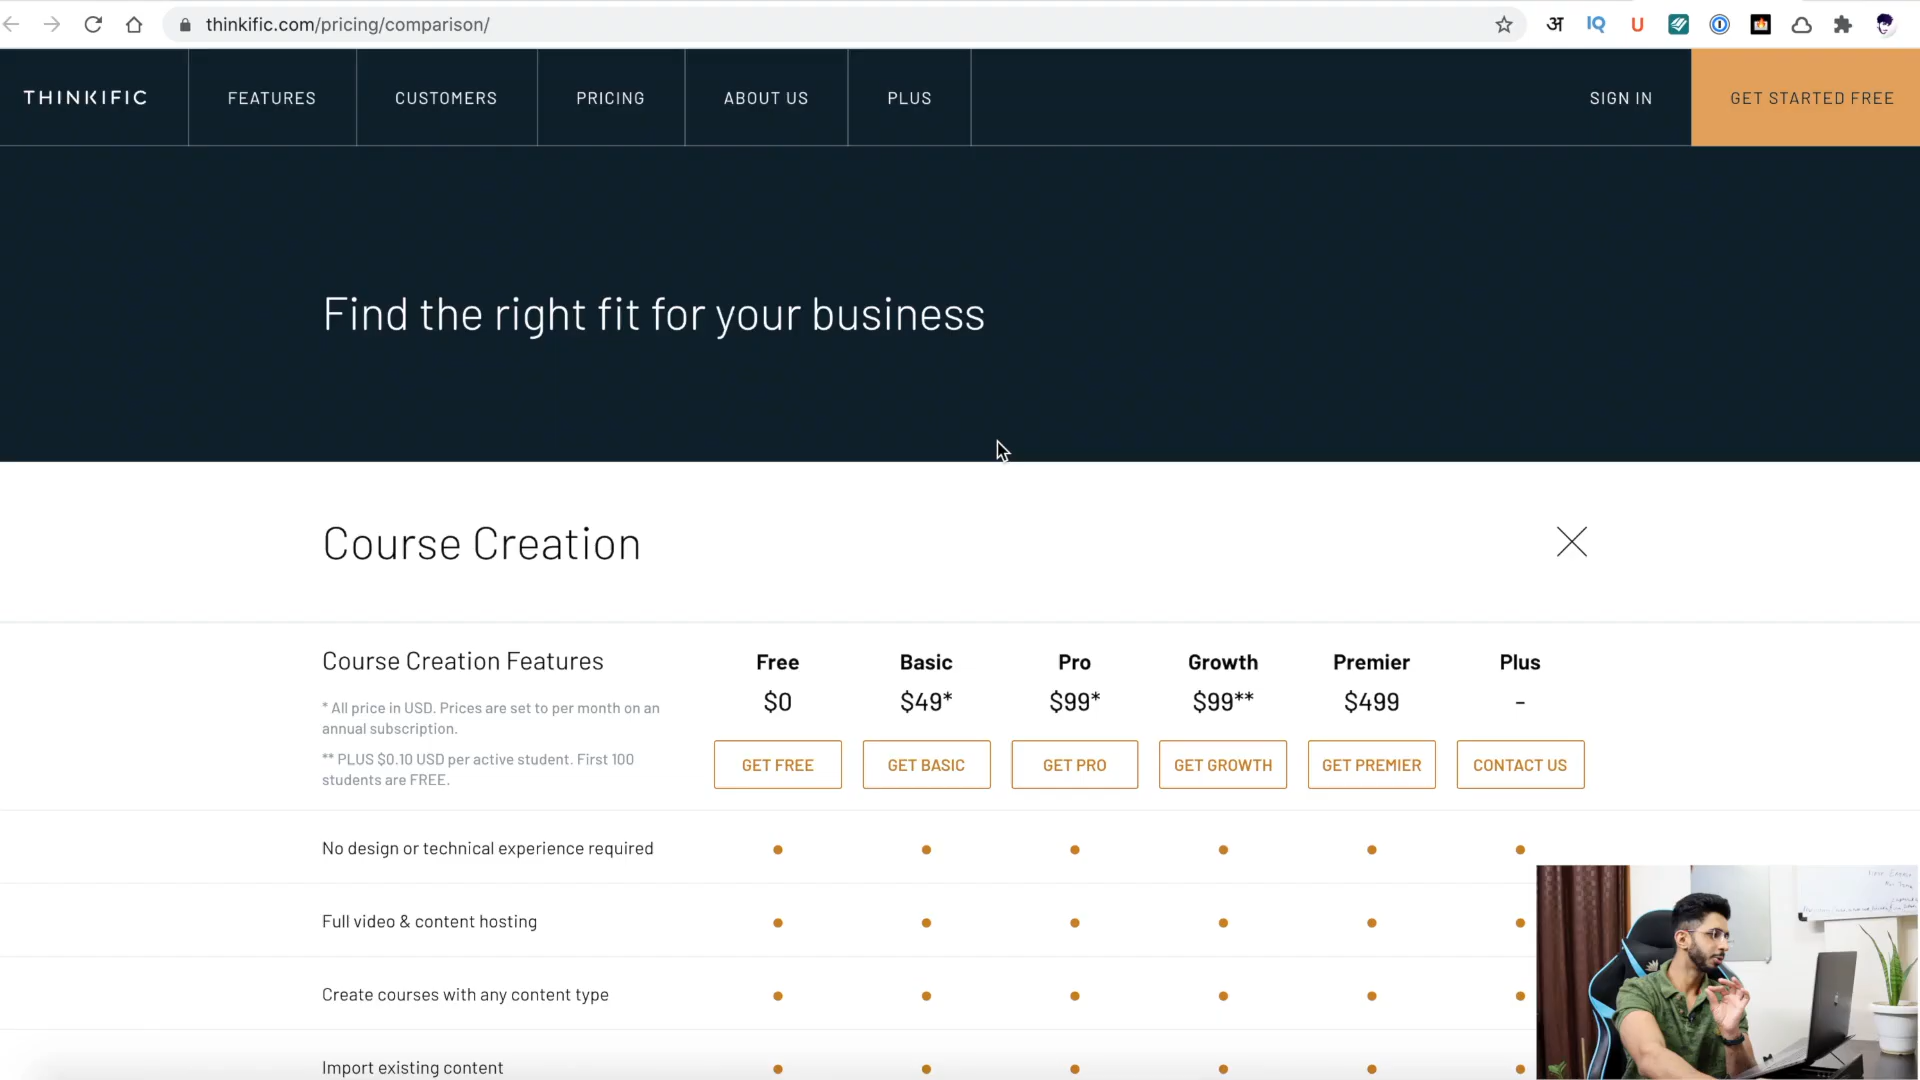 thinkific.com/pricing/comparison/
अ
IQ
U
THINKIFIC
FEATURES
CUSTOMERS
PRICING
ABOUT US
PLUS
SIGN IN
GET STARTED FREE
Find the right fit for your business
Course Creation
Course Creation Features
* All price in USD. Prices are set to per month on an
annual subscription.
** PLUS $0.10 USD per active student. First 100
students are FREE.
Free
Basic
Pro
Growth
Premier
Plus
$0
$49*
$99*
$99**
$499
-
GET FREE
GET BASIC
GET PRO
GET GROWTH
GET PREMIER
CONTACT US
No design or technical experience required
Full video & content hosting
Create courses with any content type
Import existing content